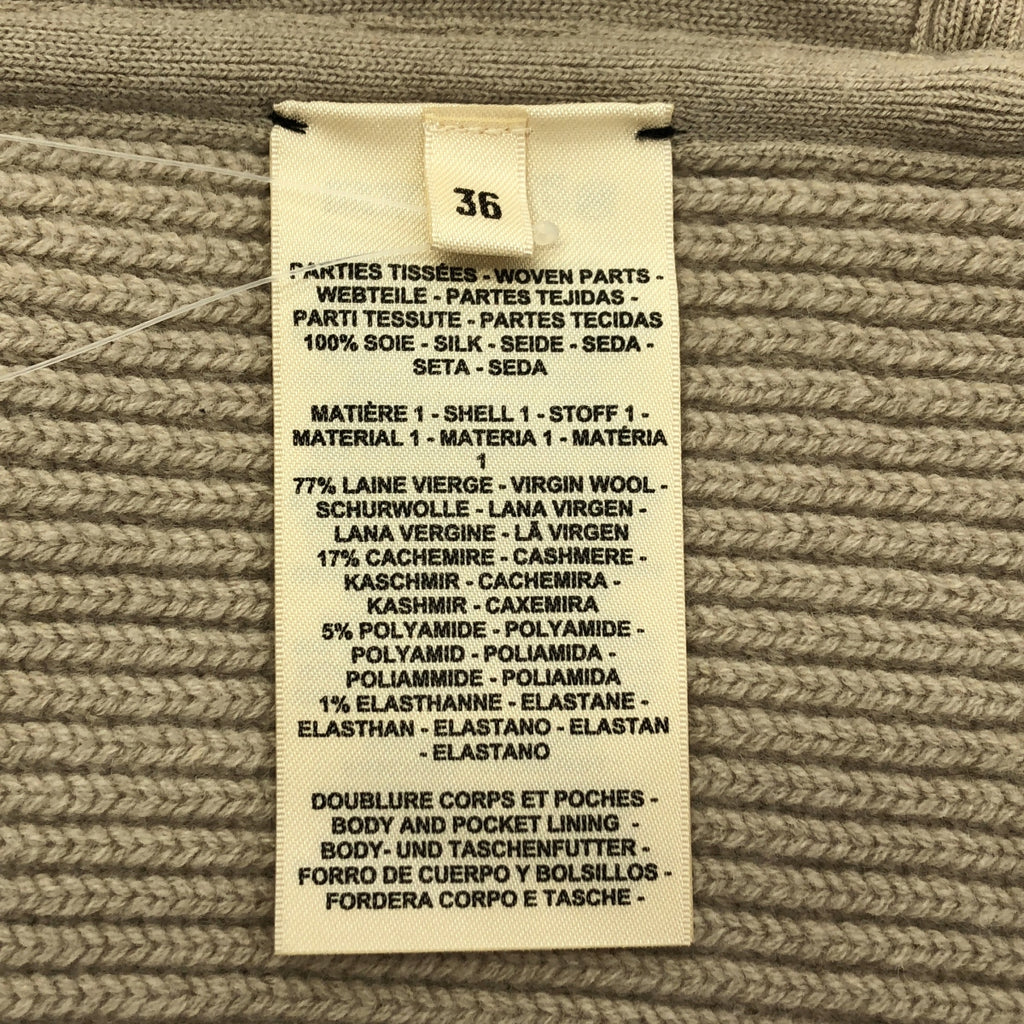 36
PARTIES TISSÉES - WOVEN PARTS -
WEBTEILE - PARTES TEJIDAS -
PARTI TESSUTE - PARTES TECIDAS
100% SOIE - SILK - SEIDE - SEDA -
SETA - SEDA
MATIÈRE 1 - SHELL 1 - STOFF 1 -
MATERIAL 1 - MATERIA 1 - MATÉRIA
1
77% LAINE VIERGE - VIRGIN WOOL -
SCHURWOLLE - LANA VIRGEN -
LANA VERGINE - LÃ VIRGEN
17% CACHEMIRE - CASHMERE -
KASCHMIR - CACHEMIRA -
KASHMIR - CAXEMIRA
5% POLYAMIDE - POLYAMIDE -
POLYAMID - POLIAMIDA -
POLIAMMIDE - POLIAMIDA
1% ELASTHANNE - ELASTANE -
ELASTHAN - ELASTANO - ELASTAN
- ELASTANO
DOUBLURE CORPS ET POCHES -
BODY AND POCKET LINING -
BODY- UND TASCHENFUTTER -
FORRO DE CUERPO Y BOLSILLOS -
FORDERA CORPO E TASCHE -